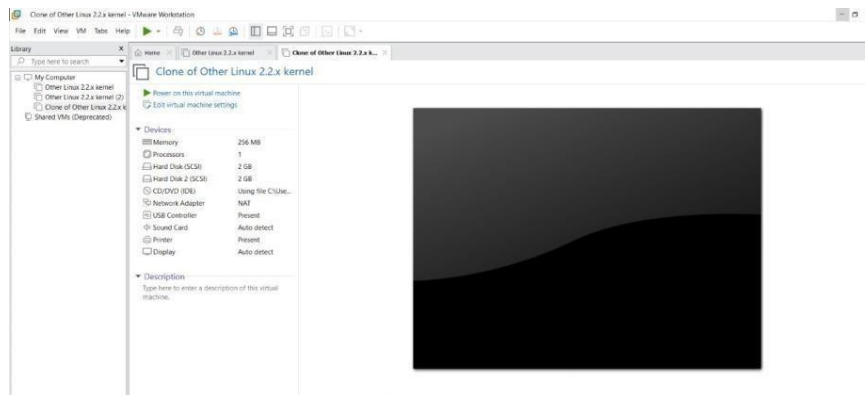 Clone of Other Linux 2.2.x kernel - VMware Workstation
File Edit View VM Tabs Help
Library X
Type here to search
My Computer
Other Linux 2.2.x kernel
Other Linux 2.2.x kernel (2)
Clone of Other Linux 2.2.x k
Shared VMs (Deprecated)
Home
Other Linux 2.2.x kernel
Clone of Other Linux 2.2.x k...
Clone of Other Linux 2.2.x kernel
Power on this virtual machine
Edit virtual machine settings
Devices
Memory 256 MB
Processors 1
Hard Disk (SCSI) 2 GB
Hard Disk 2 (SCSI) 2 GB
CD/DVD (IDE) Using file C:\Use...
Network Adapter NAT
USB Controller Present
Sound Card Auto detect
Printer Present
Display Auto detect
Description
Type here to enter a description of this virtual
machine.